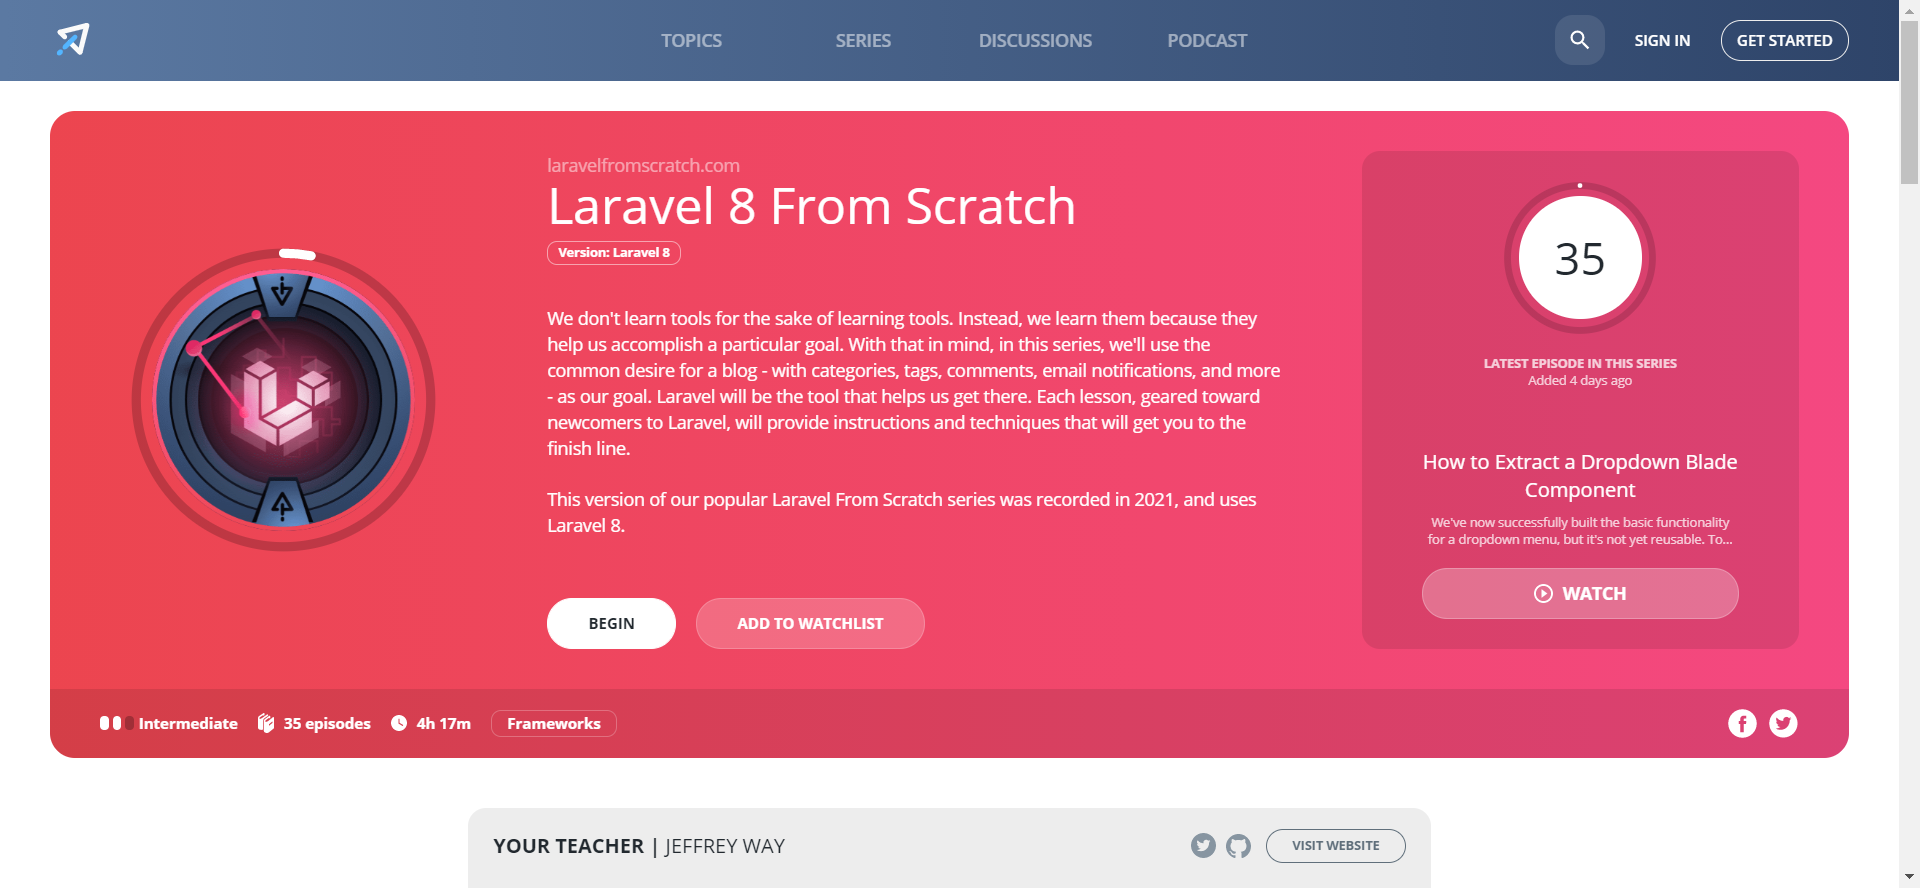 TOPICS
SERIES
DISCUSSIONS
PODCAST
SIGN IN
GET STARTED
laravelfromscratch.com
Laravel 8 From Scratch
Version: Laravel 8
We don't learn tools for the sake of learning tools. Instead, we learn them because they
help us accomplish a particular goal. With that in mind, in this series, we'll use the
common desire for a blog - with categories, tags, comments, email notifications, and more
- as our goal. Laravel will be the tool that helps us get there. Each lesson, geared toward
newcomers to Laravel, will provide instructions and techniques that will get you to the
finish line.
This version of our popular Laravel From Scratch series was recorded in 2021, and uses
Laravel 8.
BEGIN
ADD TO WATCHLIST
35
LATEST EPISODE IN THIS SERIES
Added 4 days ago
How to Extract a Dropdown Blade
Component
We've now successfully built the basic functionality
for a dropdown menu, but it's not yet reusable. To...
WATCH
Intermediate
35 episodes
4h 17m
Frameworks
YOUR TEACHER | JEFFREY WAY
VISIT WEBSITE